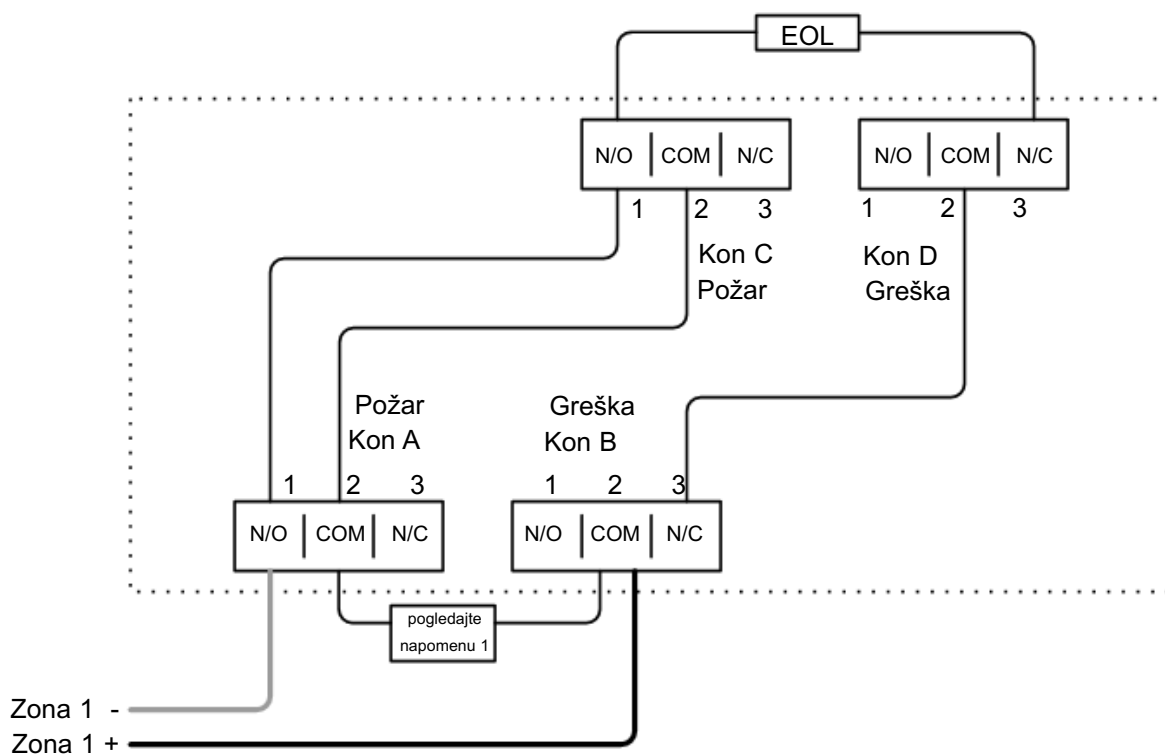 EOL
N/O COM N/C
N/O COM N/C
1 2 3
1 2 3
Kon C
Požar
Kon D
Greška
Požar
Kon A
Greška
Kon B
1 2 3
1 2 3
N/O COM N/C
N/O COM N/C
pogledajte
napomenu 1
Zona 1 -
Zona 1 +